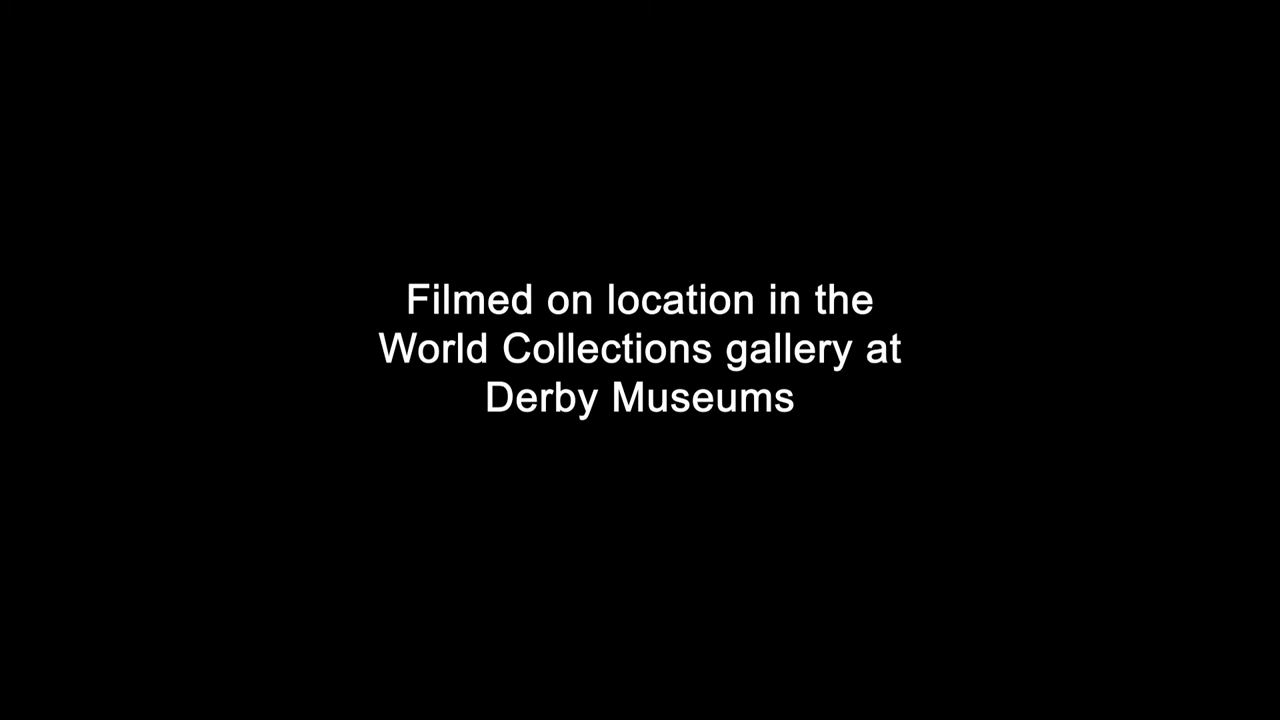 Filmed on location in the
World Collections gallery at
Derby Museums